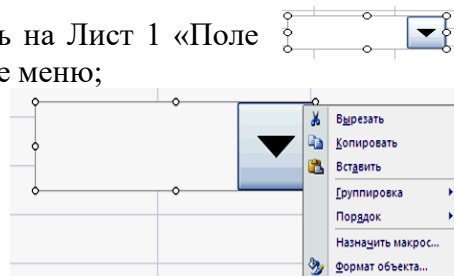 ь на Лист 1 «Поле
е меню;
Вырезать
Копировать
Вставить
Группировка
Порядок
Назначить макрос...
Формат объекта...